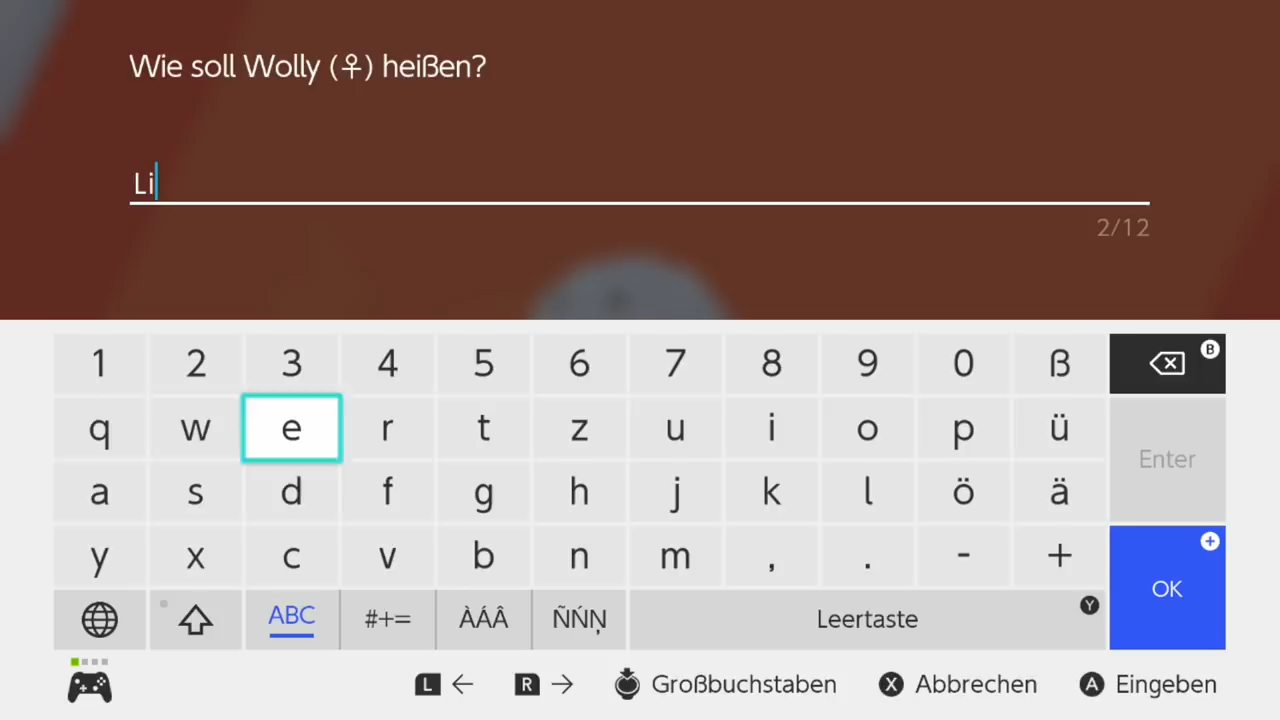 Wie soll Wolly (♀) heißen?
Li
2/12
1 2 3 4 5 6 7 8 9 0 ß B
q w e r t z u i o p ü Enter
a s d f g h j k l ö ä
y x c v b n m , . - + OK
ABC #+= ÀÁÂ ÑŃŅ Leertaste Y
L ← R → Großbuchstaben X Abbrechen A Eingeben